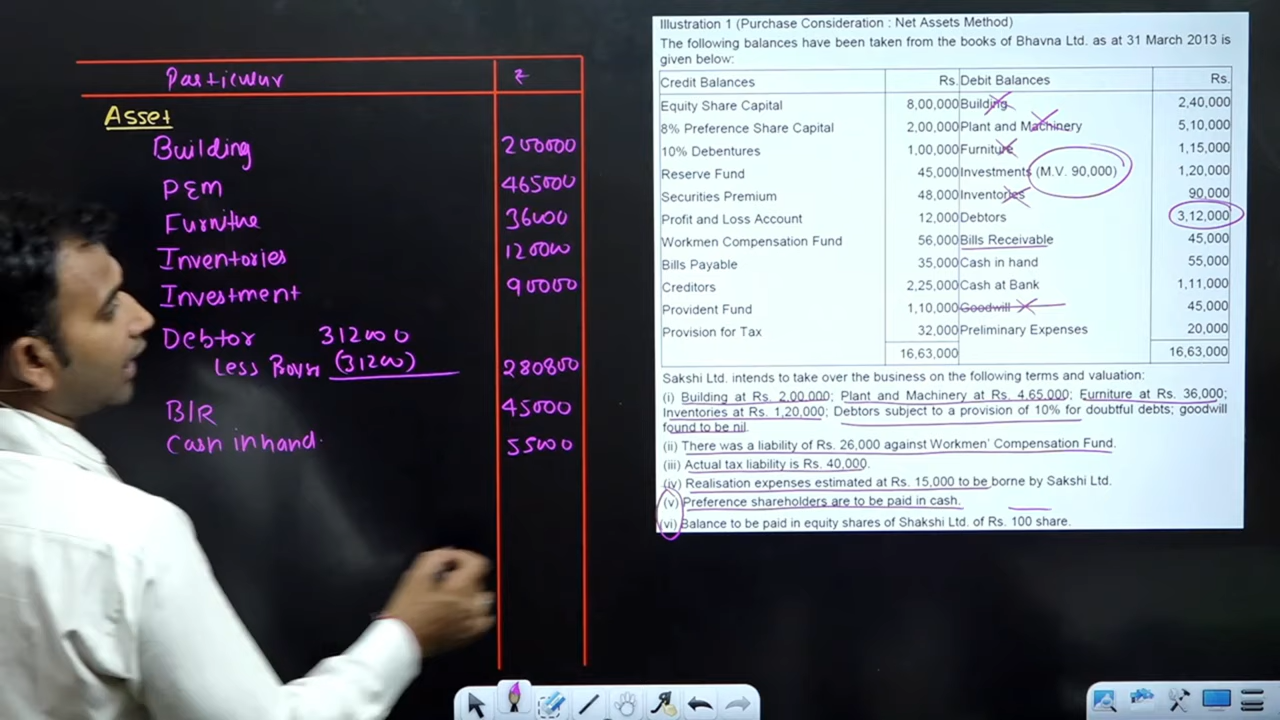 Particular ₹
Asset
Building 200000
P&M 465000
Furniture 36000
Inventories 120000
Investment 90000
Debtor 312000
Less (31200) 280800
B/R 45000
Cash in hand 55000
Illustration 1 (Purchase Consideration : Net Assets Method)
The following balances have been taken from the books of Bhavna Ltd. as at 31 March 2013 is
given below:
Credit Balances Rs. Debit Balances Rs.
Equity Share Capital 8,00,000 Building 2,40,000
8% Preference Share Capital 2,00,000 Plant and Machinery 5,10,000
10% Debentures 1,00,000 Furniture 1,15,000
Reserve Fund 45,000 Investments (M.V. 90,000) 1,20,000
Securities Premium 48,000 Inventories 90,000
Profit and Loss Account 12,000 Debtors 3,12,000
Workmen Compensation Fund 56,000 Bills Receivable 45,000
Bills Payable 35,000 Cash in hand 55,000
Creditors 2,25,000 Cash at Bank 1,11,000
Provident Fund 1,10,000 Goodwill 45,000
Provision for Tax 32,000 Preliminary Expenses 20,000
16,63,000 16,63,000
Sakshi Ltd. intends to take over the business on the following terms and valuation:
(i) Building at Rs. 2,00,000; Plant and Machinery at Rs. 4,65,000; Furniture at Rs. 36,000;
Inventories at Rs. 1,20,000; Debtors subject to a provision of 10% for doubtful debts; goodwill
found to be nil.
(ii) There was a liability of Rs. 26,000 against Workmen' Compensation Fund.
(iii) Actual tax liability is Rs. 40,000.
(iv) Realisation expenses estimated at Rs. 15,000 to be borne by Sakshi Ltd.
(v) Preference shareholders are to be paid in cash.
(vi) Balance to be paid in equity shares of Shakshi Ltd. of Rs. 100 share.